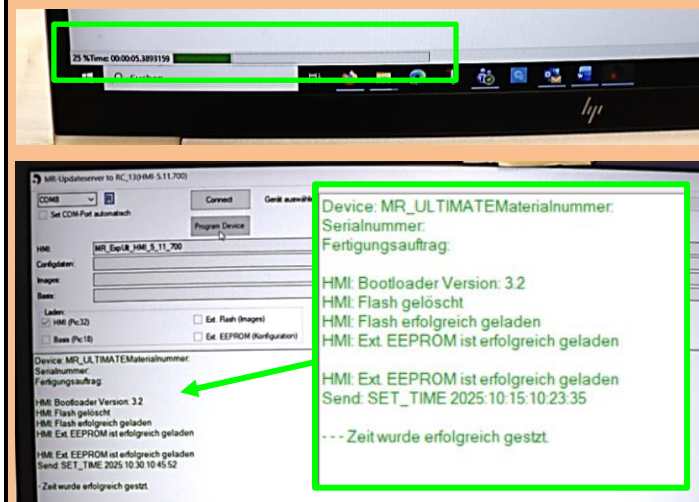 25 %Time: 00:00:05.3893159
Suchen
hp
MR-Updateserver to RC_13(HMI-5.11.700)
COM8
R
Connect
Gerät auswähle
Set COM-Port automatisch
Program Device
HMI:
MR_ExpUlt_HMI_5_11_700
Configdaten:
Images:
Basis:
Laden:
HMI (Pic32)
Ext. Flash (Images)
Basis (Pic18)
Ext. EEPROM (Konfiguration)
Device: MR_ULTIMATEMaterialnummer:
Serialnummer:
Fertigungsauftrag:
HMI: Bootloader Version: 3.2
HMI: Flash gelöscht
HMI: Flash erfolgreich geladen
HMI: Ext. EEPROM ist erfolgreich geladen
HMI: Ext. EEPROM ist erfolgreich geladen
Send: SET_TIME 2025:10:30:10:45:52
- Zeit wurde erfolgreich gestzt.
Device: MR_ULTIMATEMaterialnummer:
Serialnummer:
Fertigungsauftrag:
HMI: Bootloader Version: 3.2
HMI: Flash gelöscht
HMI: Flash erfolgreich geladen
HMI: Ext. EEPROM ist erfolgreich geladen
HMI: Ext. EEPROM ist erfolgreich geladen
Send: SET_TIME 2025:10:15:10:23:35
- - - Zeit wurde erfolgreich gestzt.